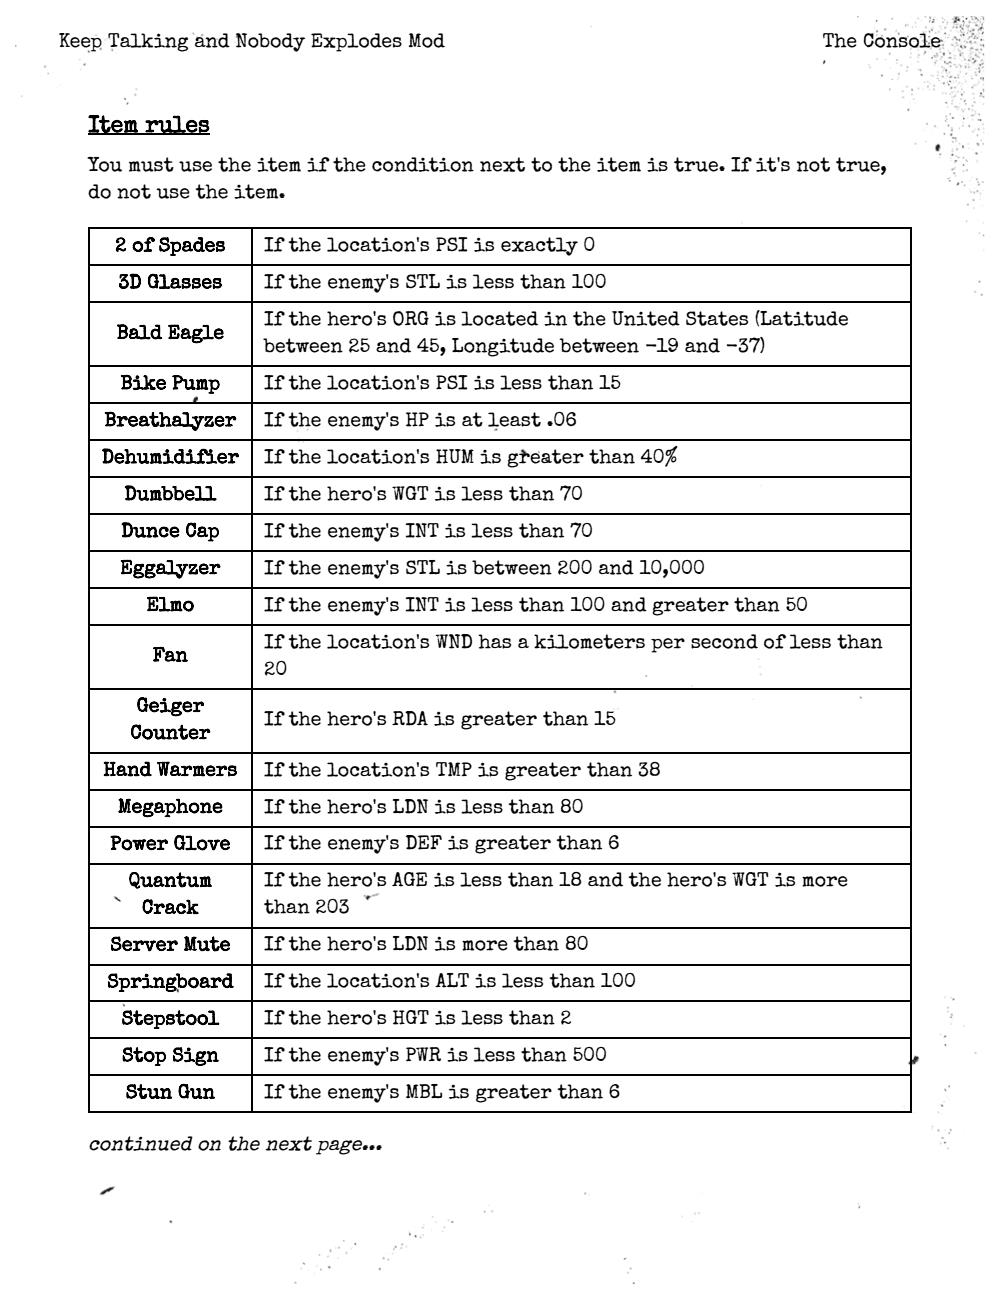 Keep Talking and Nobody Explodes Mod
The Console
Item rules
You must use the item if the condition next to the item is true. If it's not true,
do not use the item.
2 of Spades
If the location's PSI is exactly 0
3D Glasses
If the enemy's STL is less than 100
Bald Eagle
If the hero's ORG is located in the United States (Latitude
between 25 and 45, Longitude between -19 and -37)
Bike Pump
If the location's PSI is less than 15
Breathalyzer
If the enemy's HP is at least .06
Dehumidifier
If the location's HUM is greater than 40%
Dumbbell
If the hero's WGT is less than 70
Dunce Cap
If the enemy's INT is less than 70
Eggalyzer
If the enemy's STL is between 200 and 10,000
Elmo
If the enemy's INT is less than 100 and greater than 50
Fan
If the location's WND has a kilometers per second of less than
20
Geiger
Counter
If the hero's RDA is greater than 15
Hand Warmers
If the location's TMP is greater than 38
Megaphone
If the hero's LDN is less than 80
Power Glove
If the enemy's DEF is greater than 6
Quantum
Crack
If the hero's AGE is less than 18 and the hero's WGT is more
than 203
Server Mute
If the hero's LDN is more than 80
Springboard
If the location's ALT is less than 100
Stepstool
If the hero's HGT is less than 2
Stop Sign
If the enemy's PWR is less than 500
Stun Gun
If the enemy's MBL is greater than 6
continued on the next page...